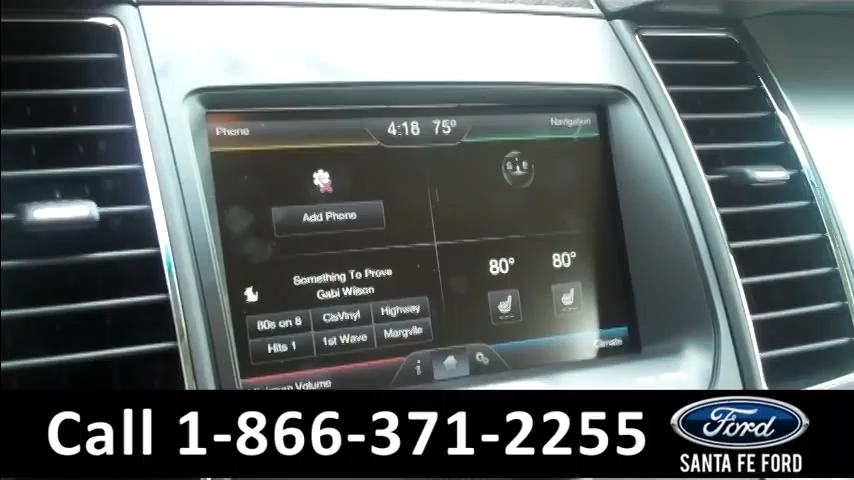 Phone
4:18 75°
Navigation
S E
Add Phone
Something To Prove
Gabi Wilson
80s on 8 ClsVinyl Highway
Hits 1 1st Wave Margvlle
80° 80°
Climate
i
Volume
Call 1-866-371-2255
Ford
SANTA FE FORD